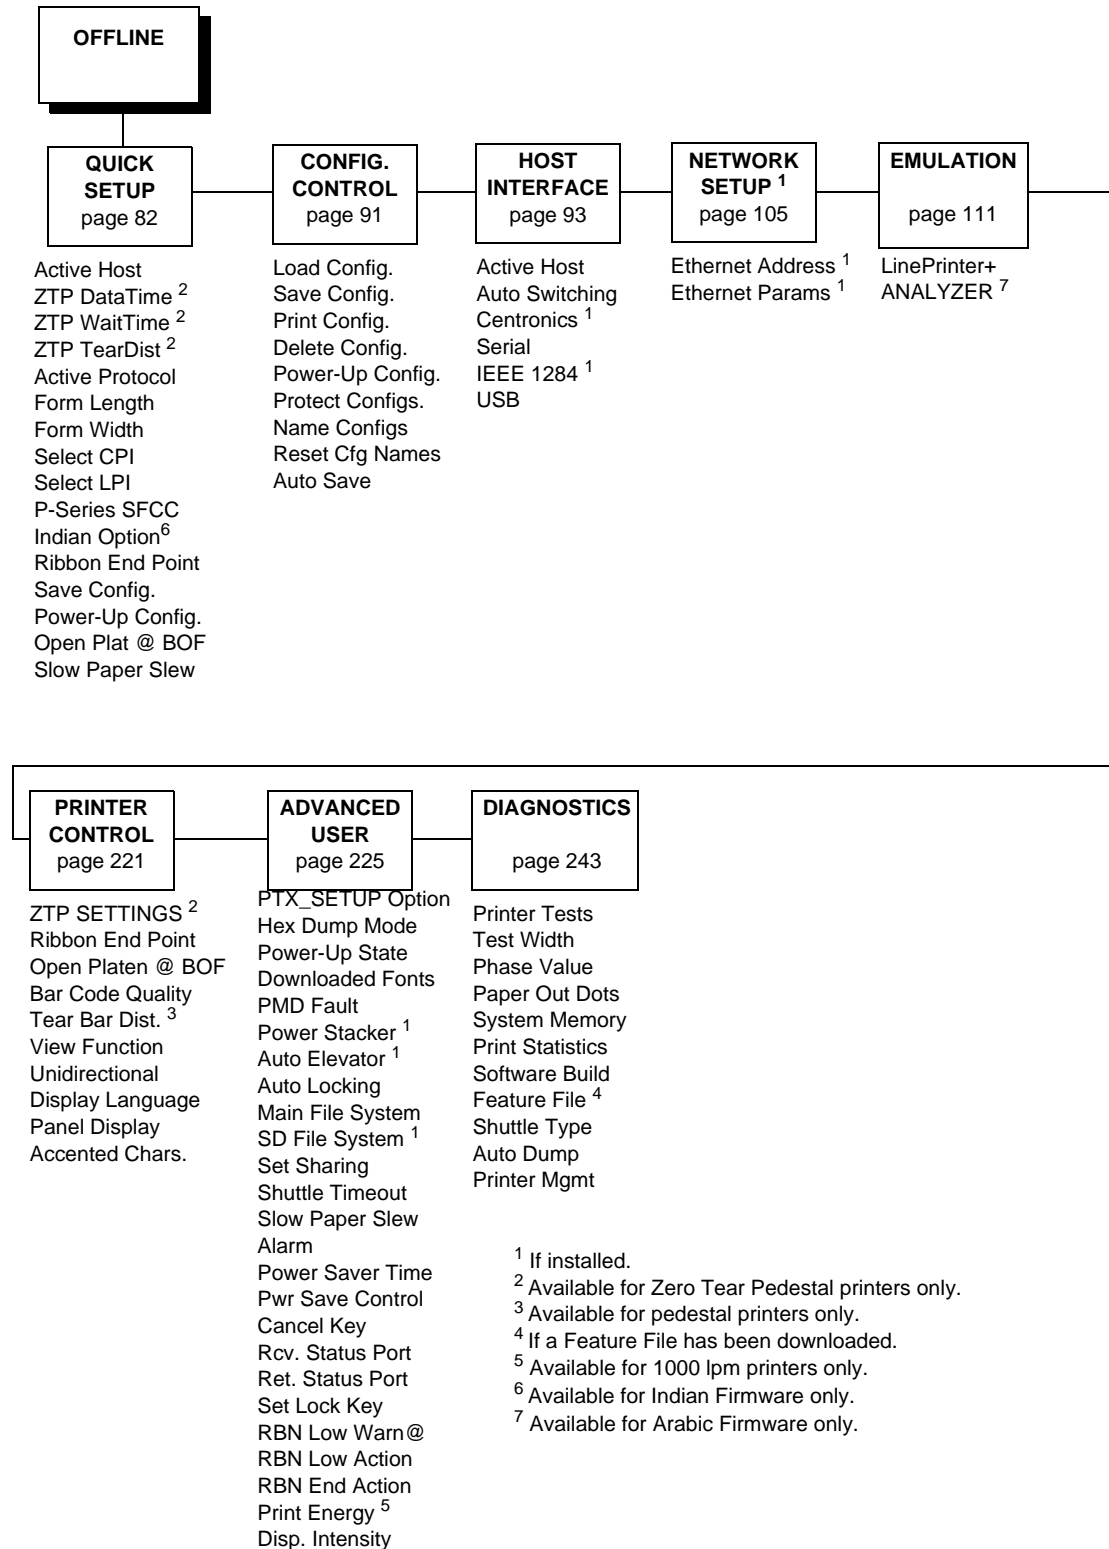 OFFLINE
QUICK
SETUP
page 82
Active Host
ZTP DataTime 2
ZTP WaitTime 2
ZTP TearDist 2
Active Protocol
Form Length
Form Width
Select CPI
Select LPI
P-Series SFCC
Indian Option6
Ribbon End Point
Save Config.
Power-Up Config.
Open Plat @ BOF
Slow Paper Slew
CONFIG.
CONTROL
page 91
Load Config.
Save Config.
Print Config.
Delete Config.
Power-Up Config.
Protect Configs.
Name Configs
Reset Cfg Names
Auto Save
HOST
INTERFACE
page 93
Active Host
Auto Switching
Centronics 1
Serial
IEEE 1284 1
USB
NETWORK
SETUP 1
page 105
Ethernet Address 1
Ethernet Params 1
EMULATION
page 111
LinePrinter+
ANALYZER 7
PRINTER
CONTROL
page 221
ZTP SETTINGS 2
Ribbon End Point
Open Platen @ BOF
Bar Code Quality
Tear Bar Dist. 3
View Function
Unidirectional
Display Language
Panel Display
Accented Chars.
ADVANCED
USER
page 225
PTX_SETUP Option
Hex Dump Mode
Power-Up State
Downloaded Fonts
PMD Fault
Power Stacker 1
Auto Elevator 1
Auto Locking
Main File System
SD File System 1
Set Sharing
Shuttle Timeout
Slow Paper Slew
Alarm
Power Saver Time
Pwr Save Control
Cancel Key
Rcv. Status Port
Ret. Status Port
Set Lock Key
RBN Low Warn@
RBN Low Action
RBN End Action
Print Energy 5
Disp. Intensity
DIAGNOSTICS
page 243
Printer Tests
Test Width
Phase Value
Paper Out Dots
System Memory
Print Statistics
Software Build
Feature File 4
Shuttle Type
Auto Dump
Printer Mgmt
1 If installed.
2 Available for Zero Tear Pedestal printers only.
3 Available for pedestal printers only.
4 If a Feature File has been downloaded.
5 Available for 1000 lpm printers only.
6 Available for Indian Firmware only.
7 Available for Arabic Firmware only.